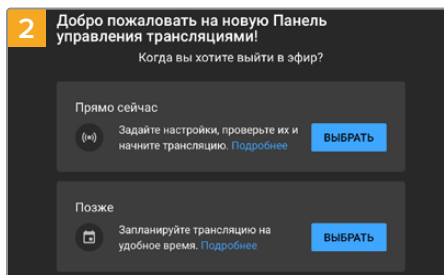 2
Добро пожаловать на новую Панель
управления трансляциями!
Когда вы хотите выйти в эфир?
Прямо сейчас
Задайте настройки, проверьте их и
начните трансляцию. Подробнее
ВЫБРАТЬ
Позже
Запланируйте трансляцию на
удобное время. Подробнее
ВЫБРАТЬ